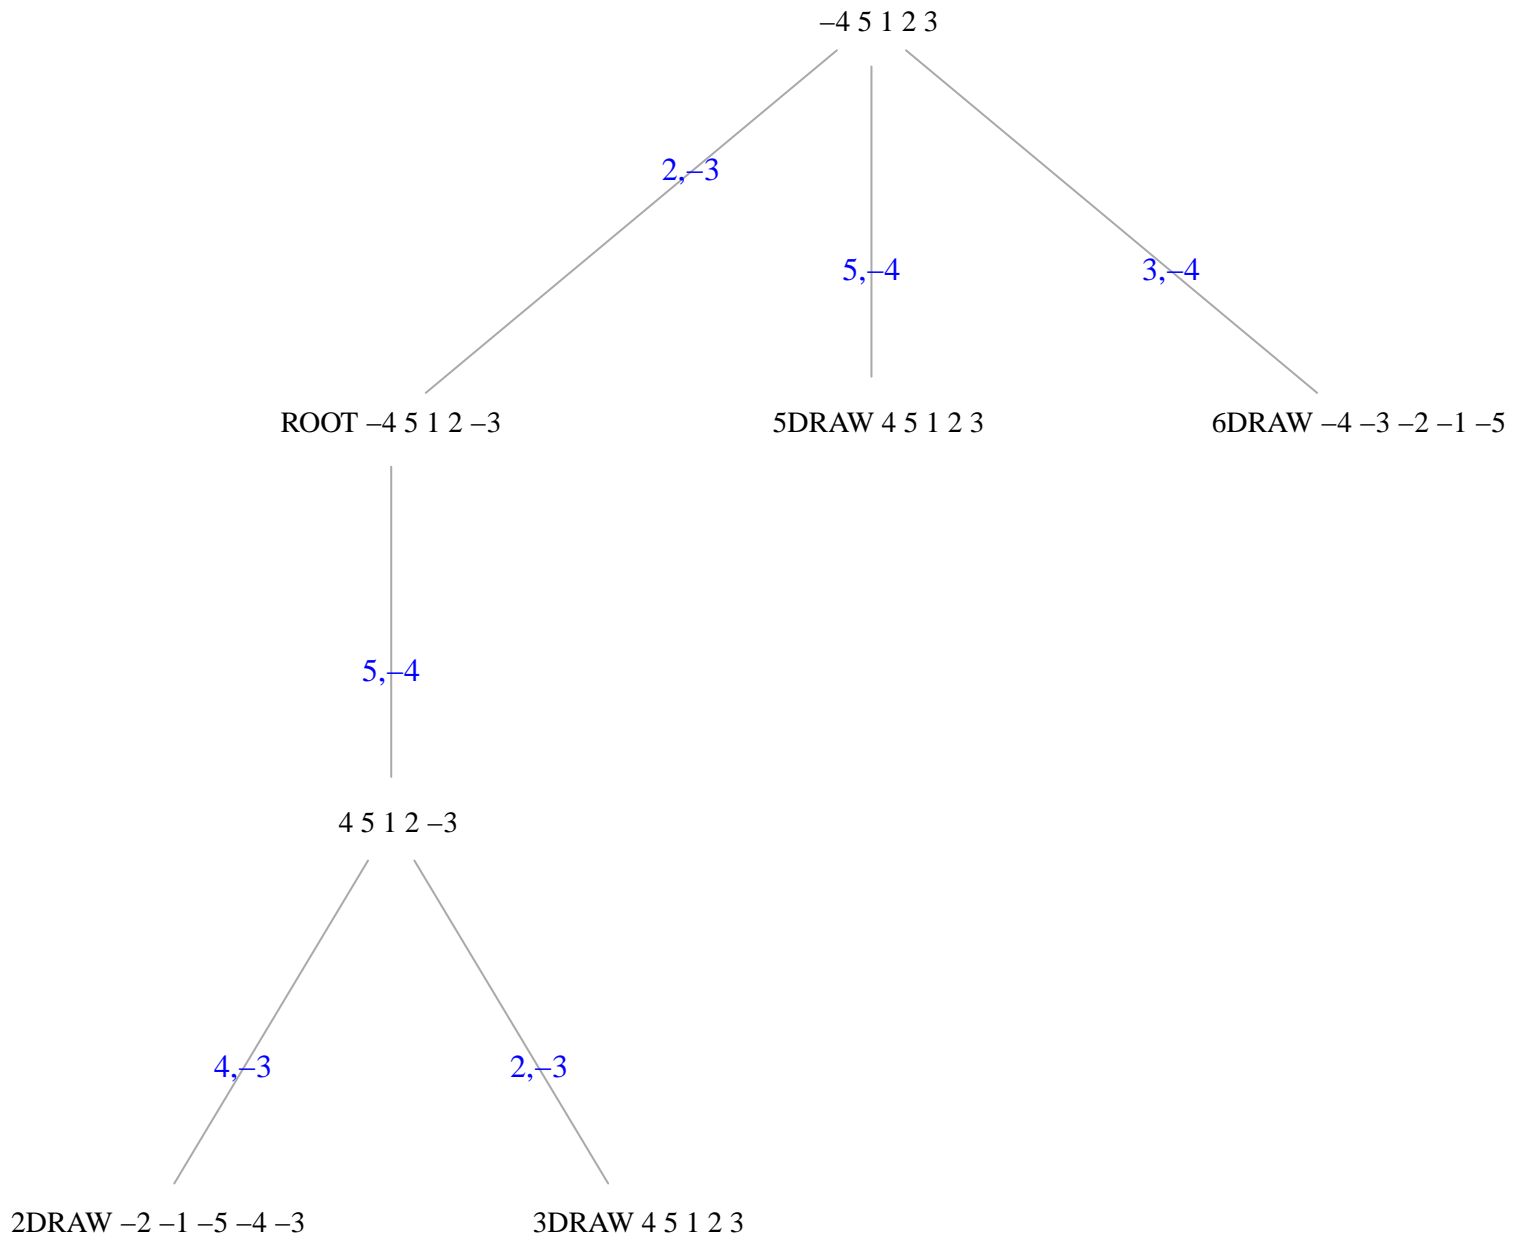 –4 5 1 2 3
2,–3
5,–4
3,–4
ROOT –4 5 1 2 –3
5DRAW 4 5 1 2 3
6DRAW –4 –3 –2 –1 –5
5,–4
4 5 1 2 –3
4,–3
2,–3
2DRAW –2 –1 –5 –4 –3
3DRAW 4 5 1 2 3